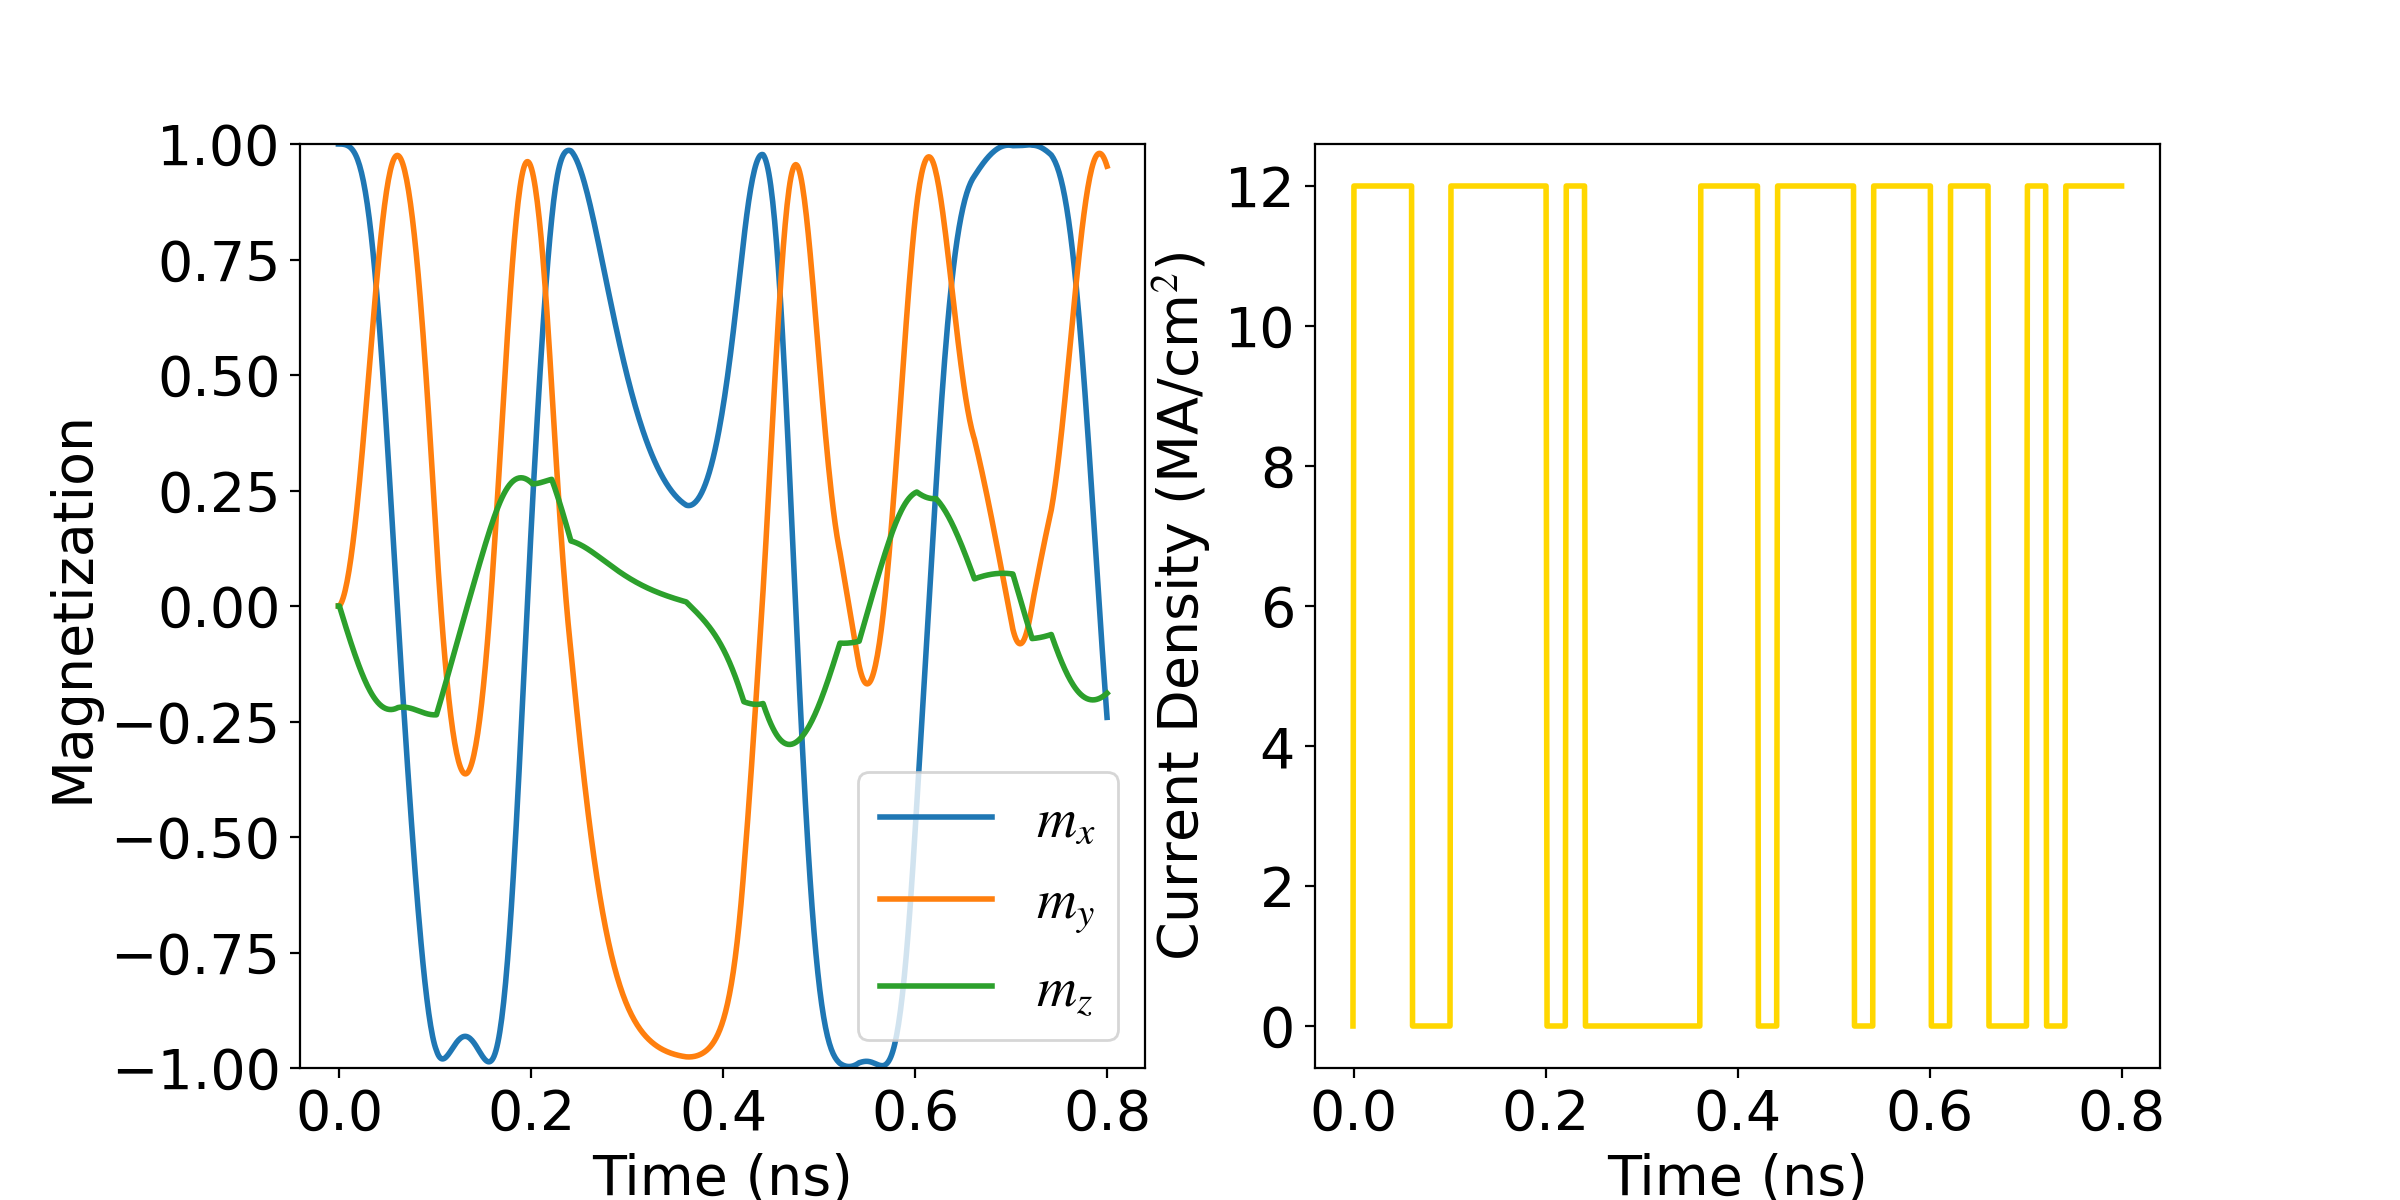 Magnetization
1.00
0.75
0.50
0.25
0.00
−0.25
−0.50
−0.75
−1.00
0.0 0.2 0.4 0.6 0.8
Time (ns)
m_x
m_y
m_z
Current Density (MA/cm²)
12
10
8
6
4
2
0
0.0 0.2 0.4 0.6 0.8
Time (ns)